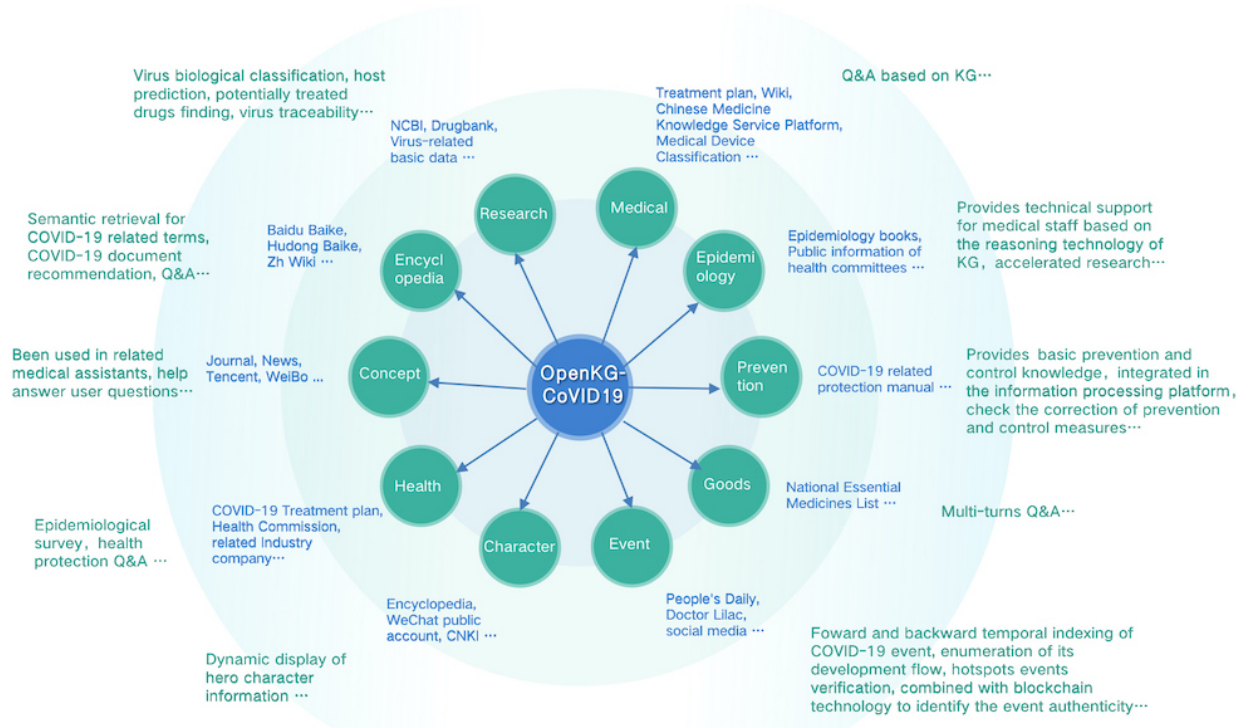 Virus biological classification, host
prediction, potentially treated
drugs finding, virus traceability…
Q&A based on KG…
NCBI, Drugbank,
Virus-related
basic data …
Treatment plan, Wiki,
Chinese Medicine
Knowledge Service Platform,
Medical Device
Classification …
Research
Medical
Semantic retrieval for
COVID-19 related terms,
COVID-19 document
recommendation, Q&A…
Baidu Baike,
Hudong Baike,
Zh Wiki …
Encycl
opedia
Epidemi
ology
Epidemiology books,
Public information of
health committees …
Provides technical support
for medical staff based on
the reasoning technology of
KG, accelerated research…
Been used in related
medical assistants, help
answer user questions…
Journal, News,
Tencent, WeiBo ...
Concept
OpenKG-
CoVID19
Preven
tion
COVID-19 related
protection manual …
Provides basic prevention and
control knowledge, integrated in
the information processing platform,
check the correction of prevention
and control measures…
Health
Goods
National Essential
Medicines List …
Multi-turns Q&A…
Epidemiological
survey, health
protection Q&A …
COVID-19 Treatment plan,
Health Commission,
related Industry
company…
Character
Event
Encyclopedia,
WeChat public
account, CNKI …
People's Daily,
Doctor Lilac,
social media …
Dynamic display of
hero character
information …
Foward and backward temporal indexing of
COVID-19 event, enumeration of its
development flow, hotspots events
verification, combined with blockchain
technology to identify the event authenticity…